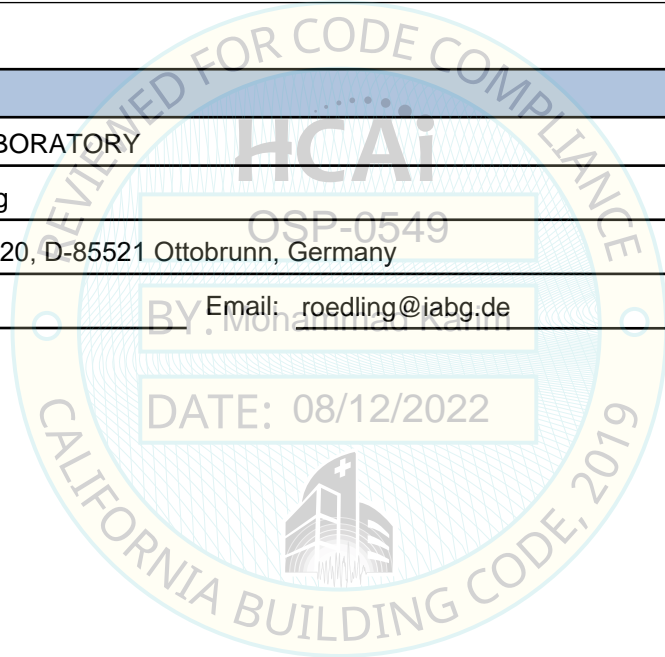 REVIEWED FOR CODE COMPLIANCE
HCAi
BORATORY
g
OSP-0549
20, D-85521 Ottobrunn, Germany
Email: roedling@iabg.de
BY: Mohammad Karim
DATE: 08/12/2022
CALIFORNIA BUILDING CODE, 2019